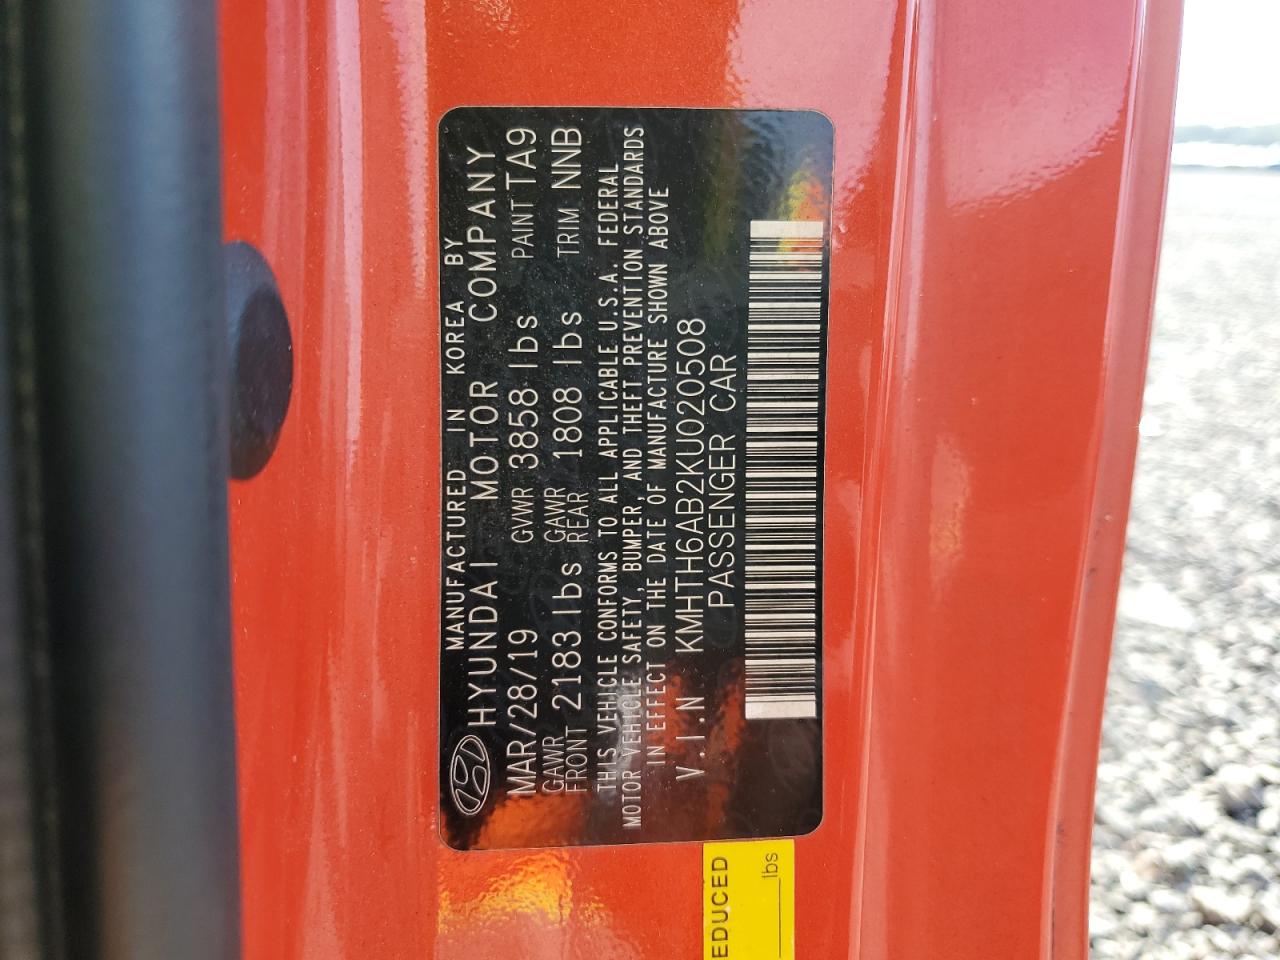 MANUFACTURED IN KOREA BY
HYUNDAI MOTOR COMPANY
MAR/28/19 GVWR 3858 lbs PAINT TA9
GAWR FRONT 2183 lbs GAWR REAR 1808 lbs TRIM NNB
THIS VEHICLE CONFORMS TO ALL APPLICABLE U.S.A. FEDERAL
MOTOR VEHICLE SAFETY, BUMPER, AND THEFT PREVENTION STANDARDS
IN EFFECT ON THE DATE OF MANUFACTURE SHOWN ABOVE
V.I.N KMHTH6AB2KU020508
PASSENGER CAR
EDUCED
lbs